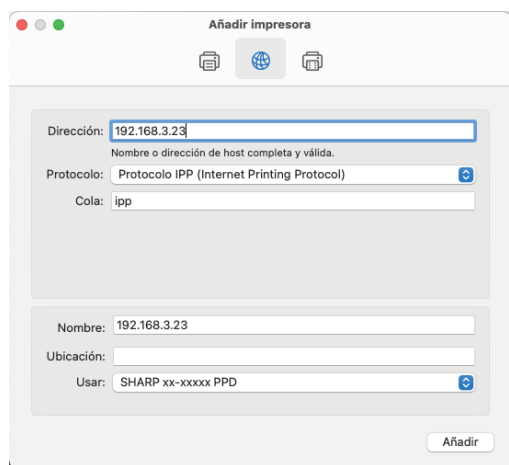 Añadir impresora
Dirección: 192.168.3.23
Nombre o dirección de host completa y válida.
Protocolo: Protocolo IPP (Internet Printing Protocol)
Cola: ipp
Nombre: 192.168.3.23
Ubicación:
Usar: SHARP xx-xxxxx PPD
Añadir